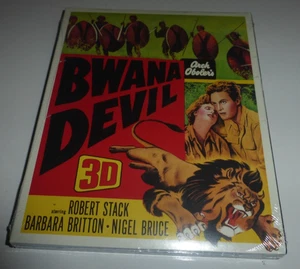 Arch
Oboler's
BWANA
DEVIL
3D
starring ROBERT STACK
BARBARA BRITTON • NIGEL BRUCE